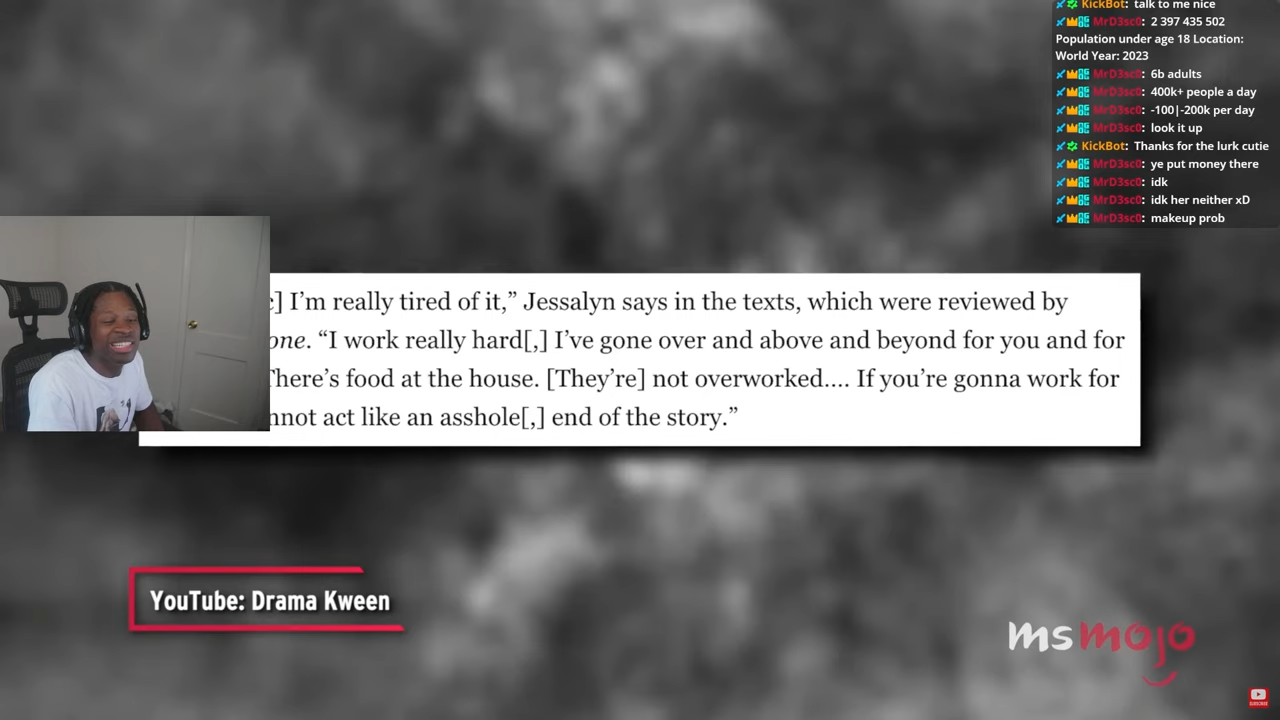 KickBot: talk to me nice
MrD3sc0: 2 397 435 502
Population under age 18 Location:
World Year: 2023
MrD3sc0: 6b adults
MrD3sc0: 400k+ people a day
MrD3sc0: -100|-200k per day
MrD3sc0: look it up
KickBot: Thanks for the lurk cutie
MrD3sc0: ye put money there
MrD3sc0: idk
MrD3sc0: idk her neither xD
MrD3sc0: makeup prob
] I’m really tired of it,” Jessalyn says in the texts, which were reviewed by
one. “I work really hard[,] I’ve gone over and above and beyond for you and for
There’s food at the house. [They’re] not overworked.... If you’re gonna work for
nnot act like an asshole[,] end of the story.”
YouTube: Drama Kween
msmojo
SUBSCRIBE